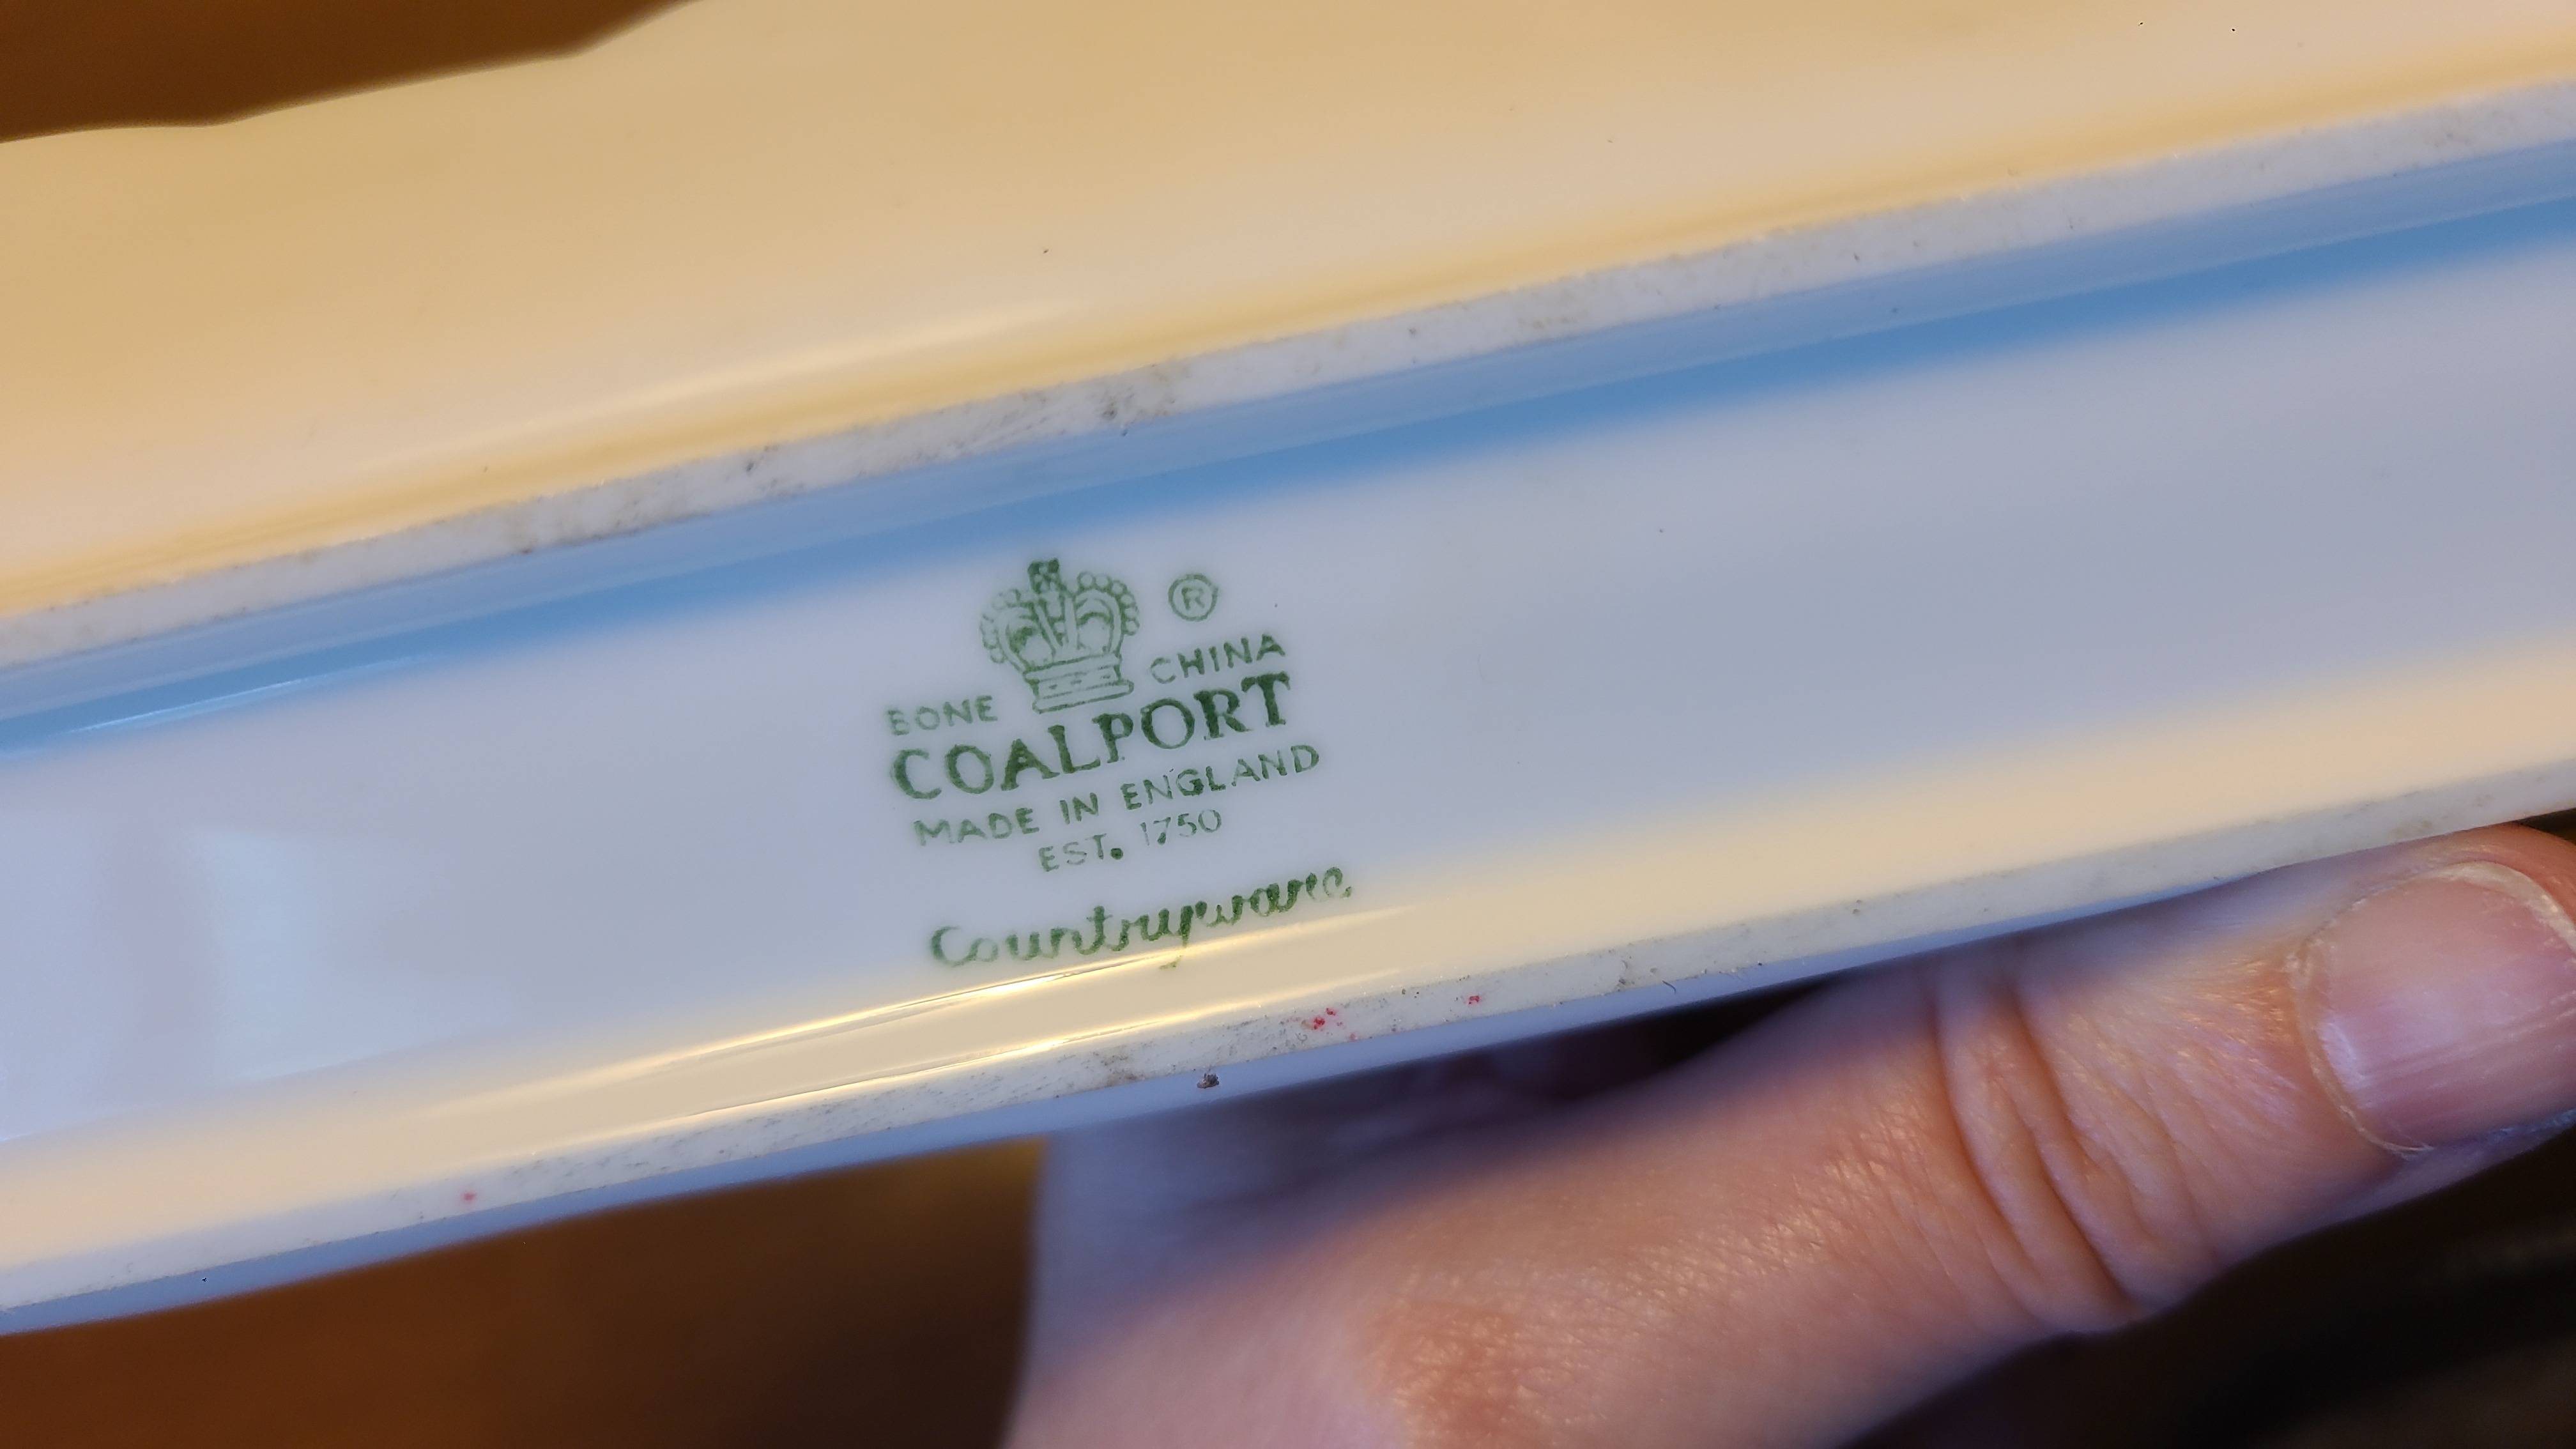 ®
BONE CHINA
COALPORT
MADE IN ENGLAND
EST. 1750
Countryware